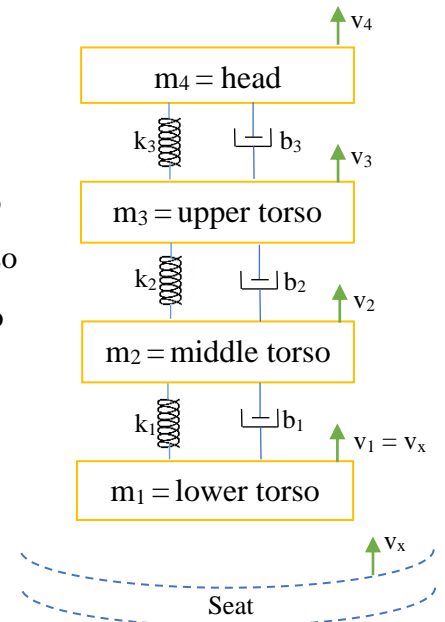 v₄
m₄ = head
k₃
b₃
v₃
m₃ = upper torso
k₂
b₂
v₂
m₂ = middle torso
k₁
b₁
v₁ = vₓ
m₁ = lower torso
vₓ
Seat